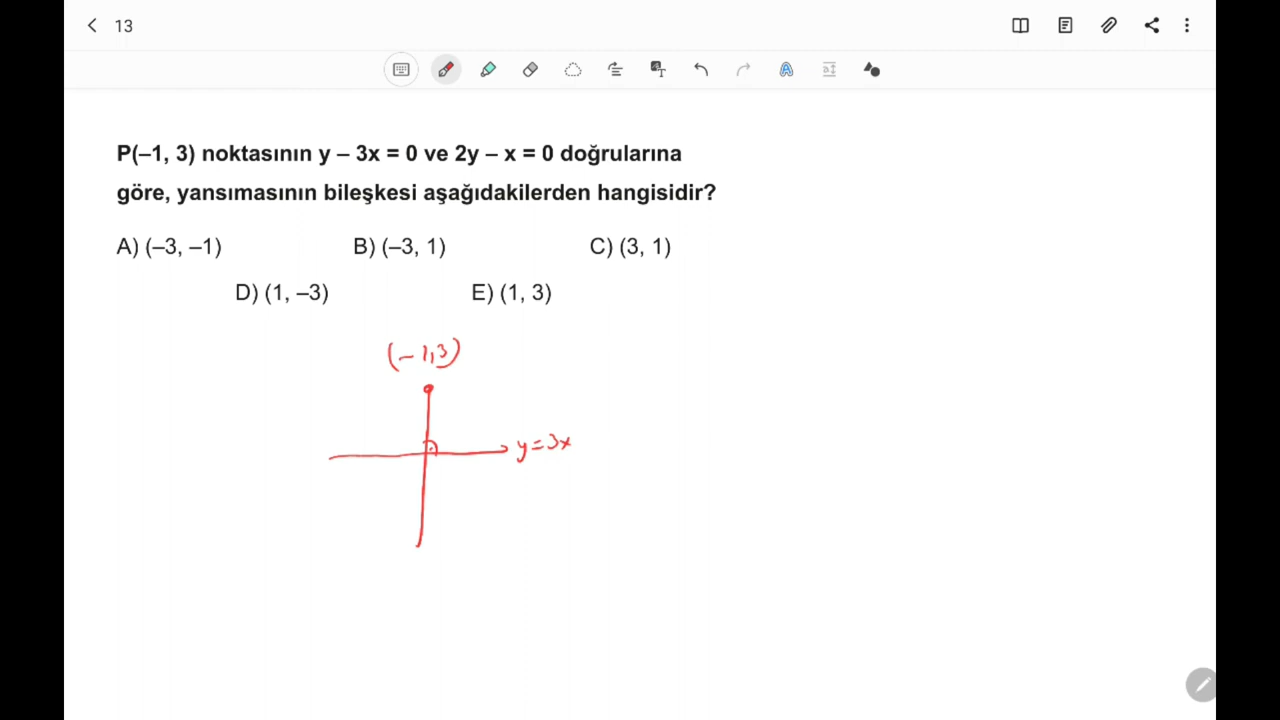 13
P(–1, 3) noktasının y – 3x = 0 ve 2y – x = 0 doğrularına
göre, yansımasının bileşkesi aşağıdakilerden hangisidir?
A) (–3, –1) B) (–3, 1) C) (3, 1)
D) (1, –3) E) (1, 3)
(–1,3)
y=3x